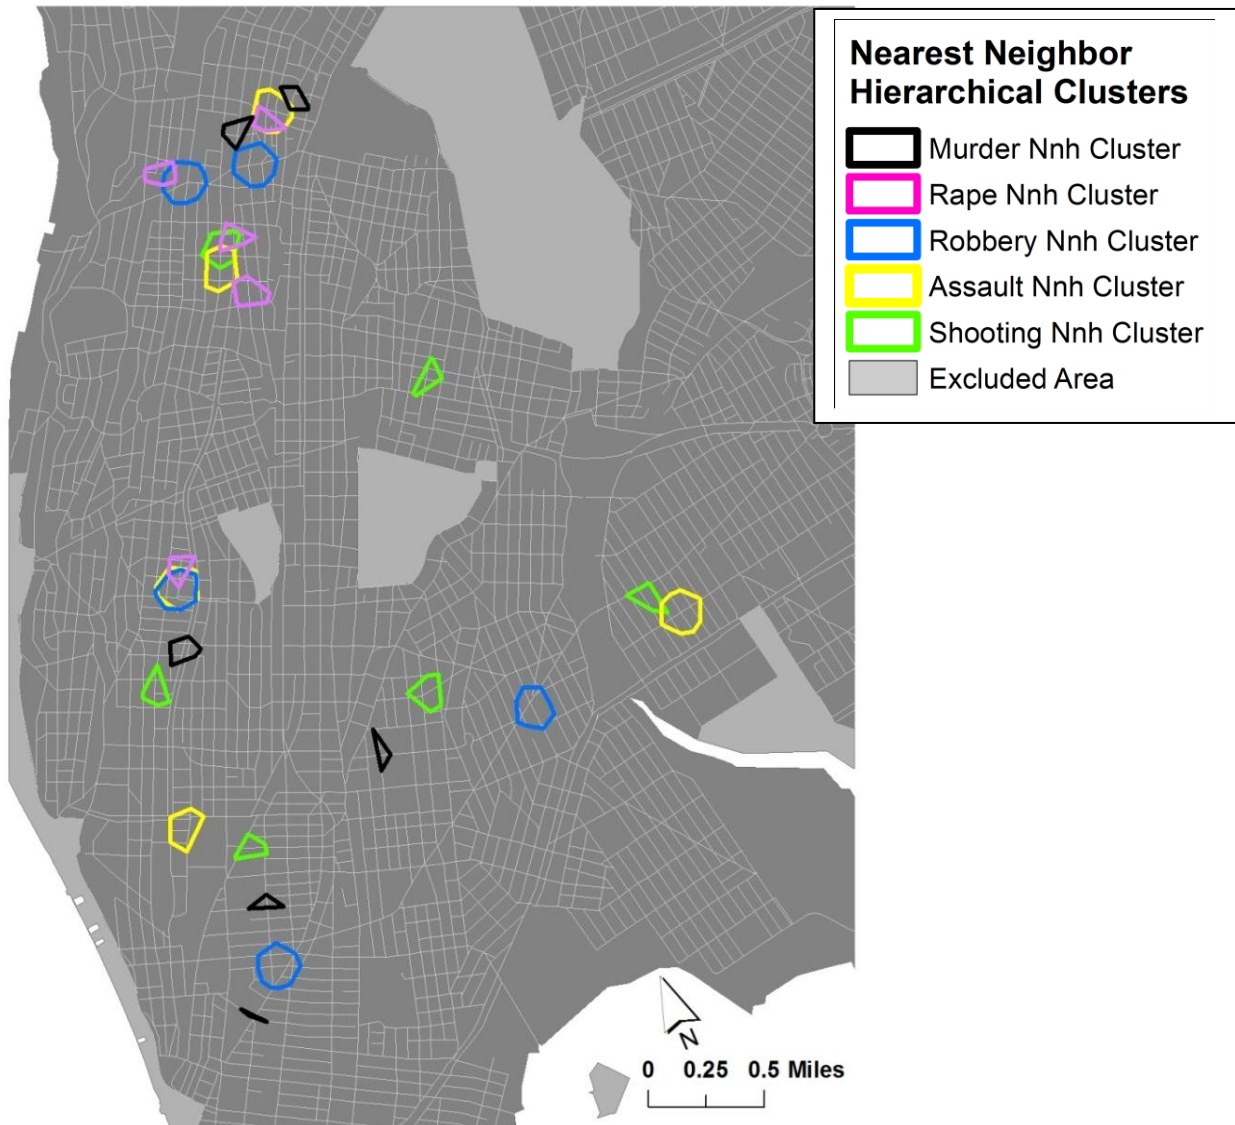 Nearest Neighbor
Hierarchical Clusters
Murder Nnh Cluster
Rape Nnh Cluster
Robbery Nnh Cluster
Assault Nnh Cluster
Shooting Nnh Cluster
Excluded Area
N
0 0.25 0.5 Miles